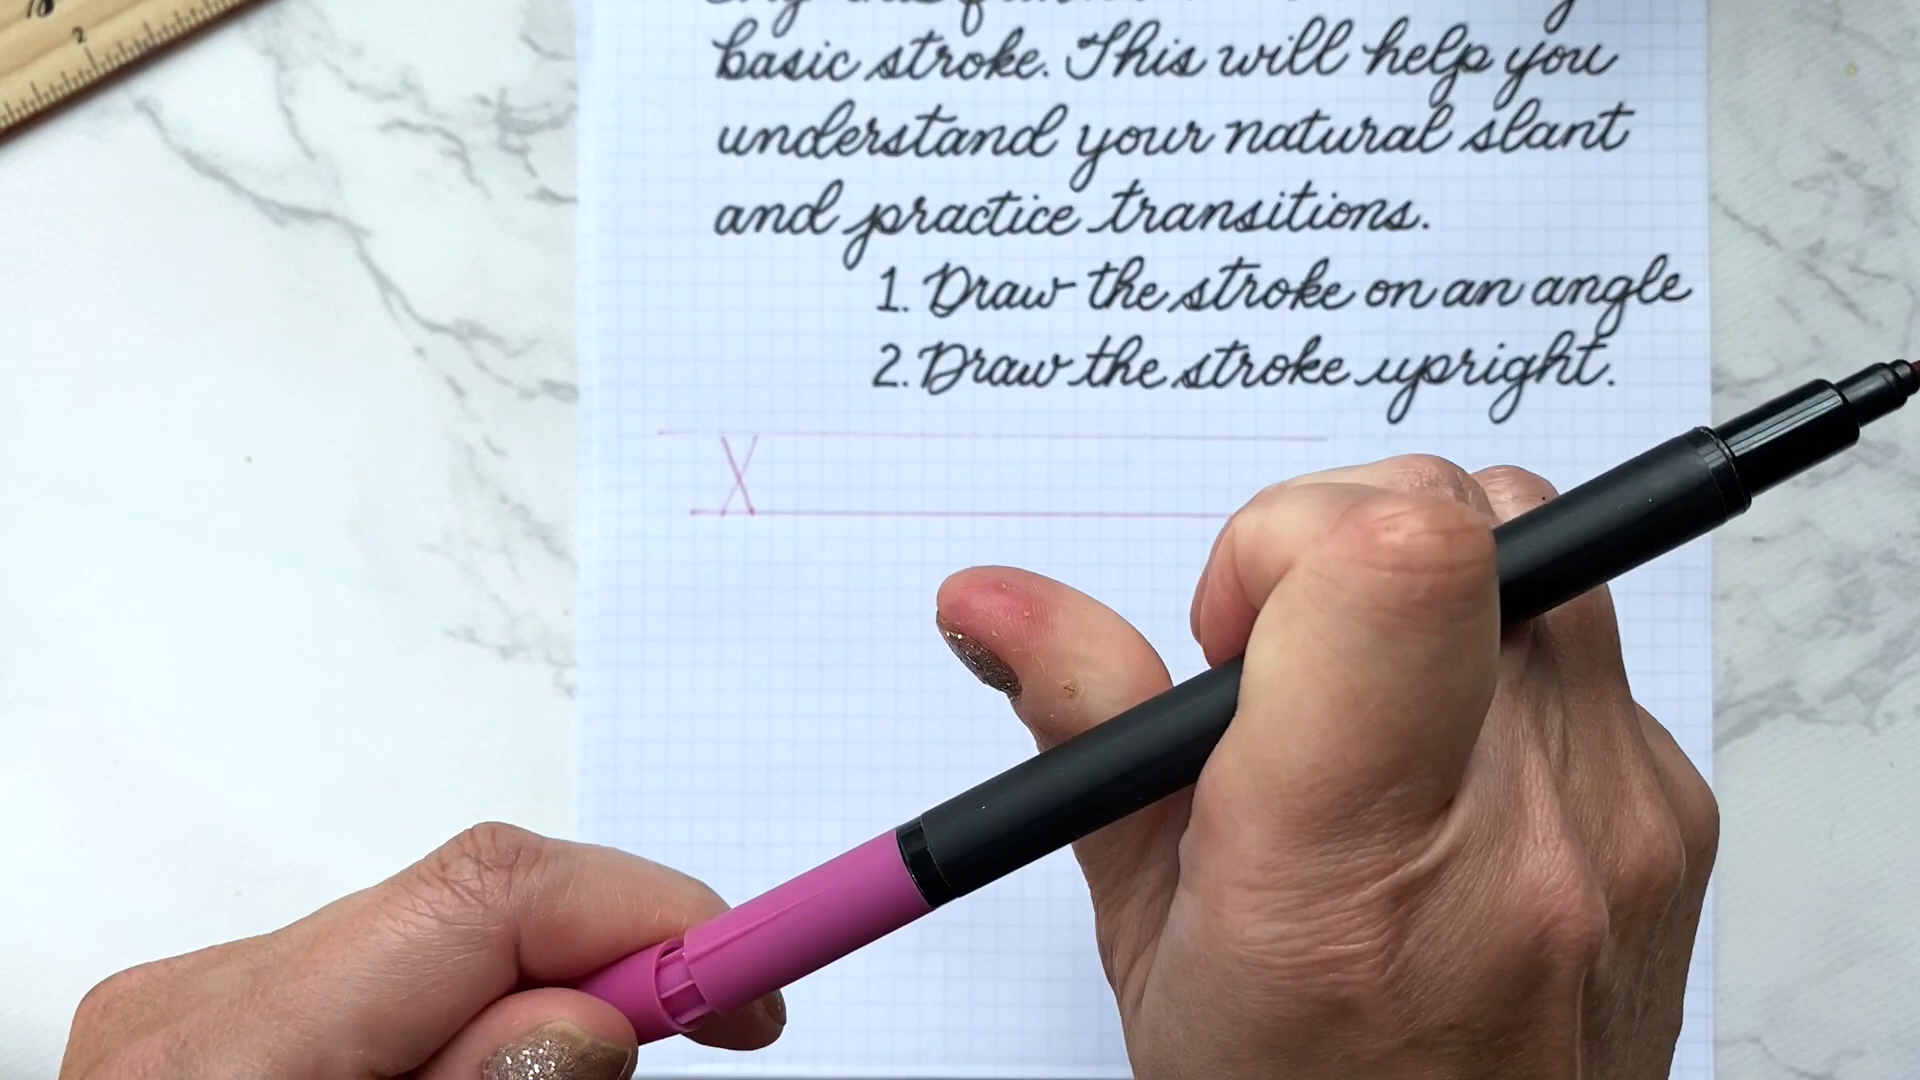 2
basic stroke. This will help you
understand your natural slant
and practice transitions.
1. Draw the stroke on an angle
2. Draw the stroke upright.
X